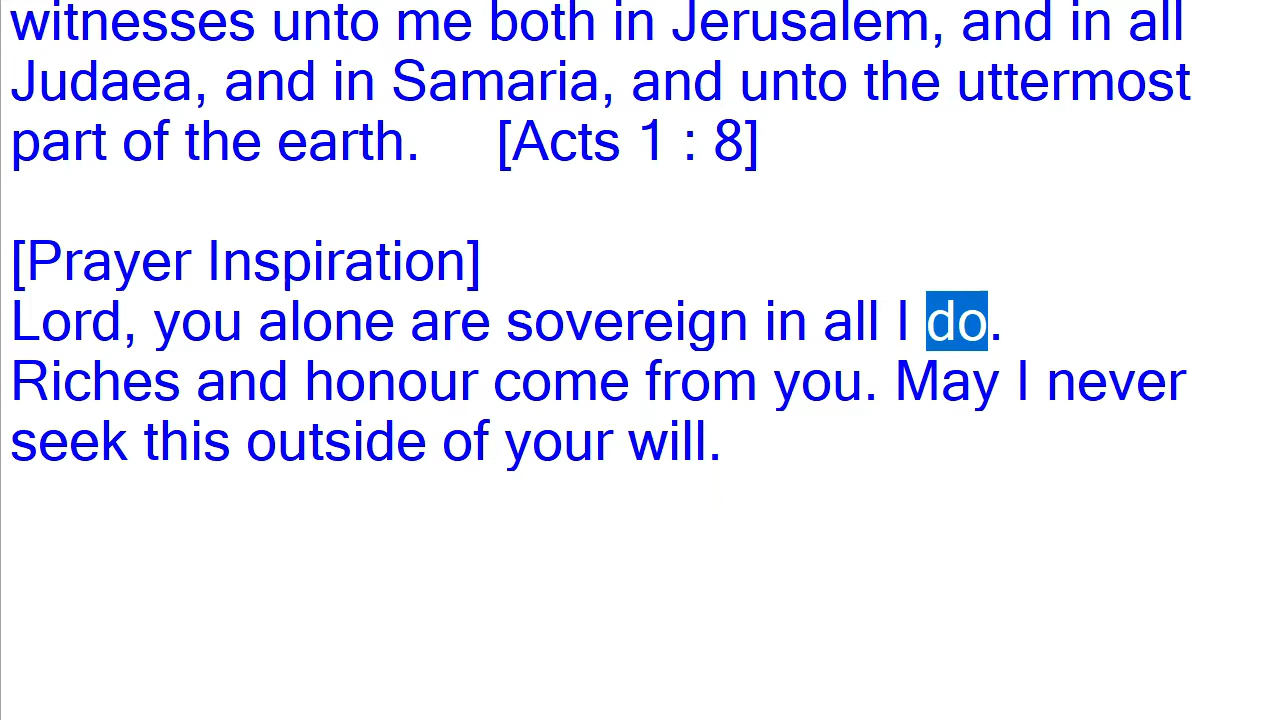 witnesses unto me both in Jerusalem, and in all
Judaea, and in Samaria, and unto the uttermost
part of the earth.     [Acts 1 : 8]
[Prayer Inspiration]
Lord, you alone are sovereign in all I do.
Riches and honour come from you. May I never
seek this outside of your will.